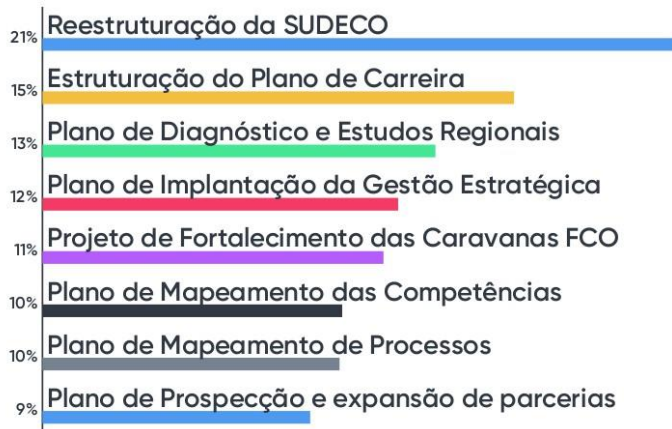 Reestruturação da SUDECO
21%
Estruturação do Plano de Carreira
15%
Plano de Diagnóstico e Estudos Regionais
13%
Plano de Implantação da Gestão Estratégica
12%
Projeto de Fortalecimento das Caravanas FCO
11%
Plano de Mapeamento das Competências
10%
Plano de Mapeamento de Processos
10%
Plano de Prospecção e expansão de parcerias
9%